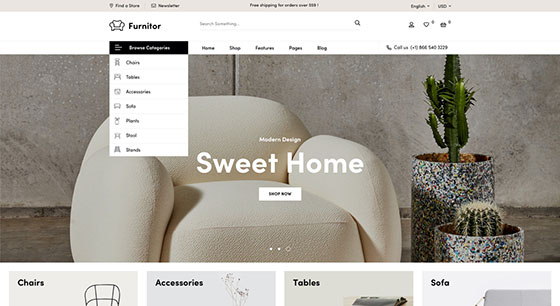 Find a Store
Newsletter
Free shipping for orders over $59 !
English
USD
Furnitor
Search Something...
0
0
Browse Categories
Home
Shop
Features
Pages
Blog
Call us (+1) 866 540 3229
Chairs
Tables
Accessories
Sofa
Plants
Stool
Stands
Modern Design
Sweet Home
SHOP NOW
Chairs
Accessories
Tables
Sofa